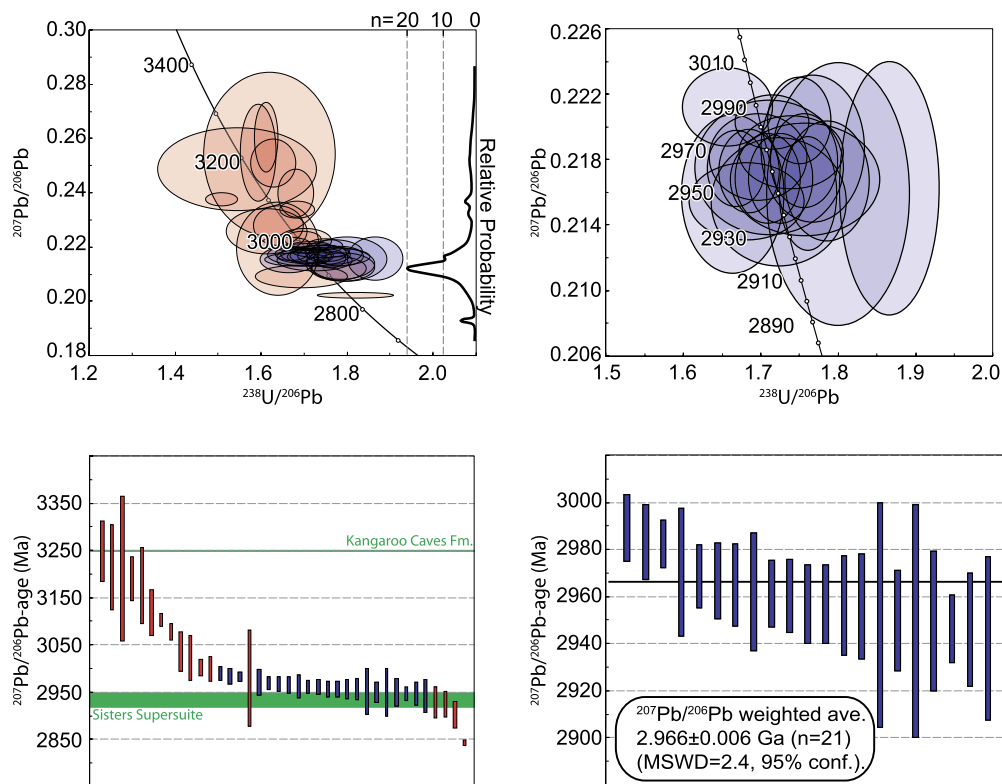 n= 20 10 0
0.30
0.28
0.26
0.24
0.22
0.20
0.18
²⁰⁷Pb/²⁰⁶Pb
3400
3200
3000
2800
Relative Probability
1.2 1.4 1.6 1.8 2.0
²³⁸U/²⁰⁶Pb
0.226
0.222
0.218
0.214
0.210
0.206
²⁰⁷Pb/²⁰⁶Pb
3010
2990
2970
2950
2930
2910
2890
1.5 1.6 1.7 1.8 1.9 2.0
²³⁸U/²⁰⁶Pb
3350
3250
3150
3050
2950
2850
²⁰⁷Pb/²⁰⁶Pb-age (Ma)
Kangaroo Caves Fm.
Sisters Supersuite
3000
2980
2960
2940
2920
2900
²⁰⁷Pb/²⁰⁶Pb-age (Ma)
²⁰⁷Pb/²⁰⁶Pb weighted ave.
2.966±0.006 Ga (n=21)
(MSWD=2.4, 95% conf.).